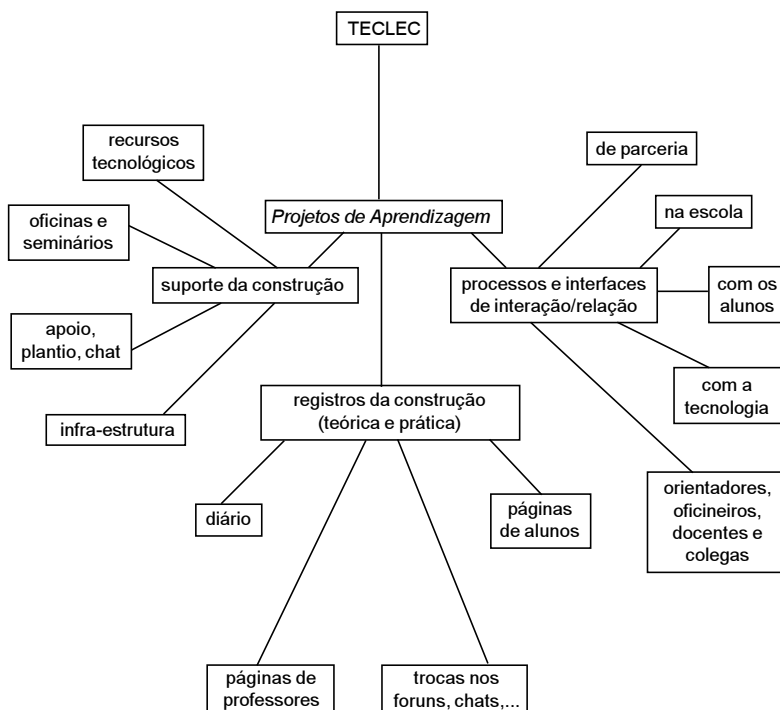 TECLEC
recursos
tecnológicos
de parceria
oficinas e
seminários
Projetos de Aprendizagem
na escola
suporte da construção
processos e interfaces
de interação/relação
com os
alunos
apoio,
plantio, chat
com a
tecnologia
infra-estrutura
registros da construção
(teórica e prática)
orientadores,
oficineiros,
docentes e
colegas
diário
páginas
de alunos
páginas de
professores
trocas nos
foruns, chats,...